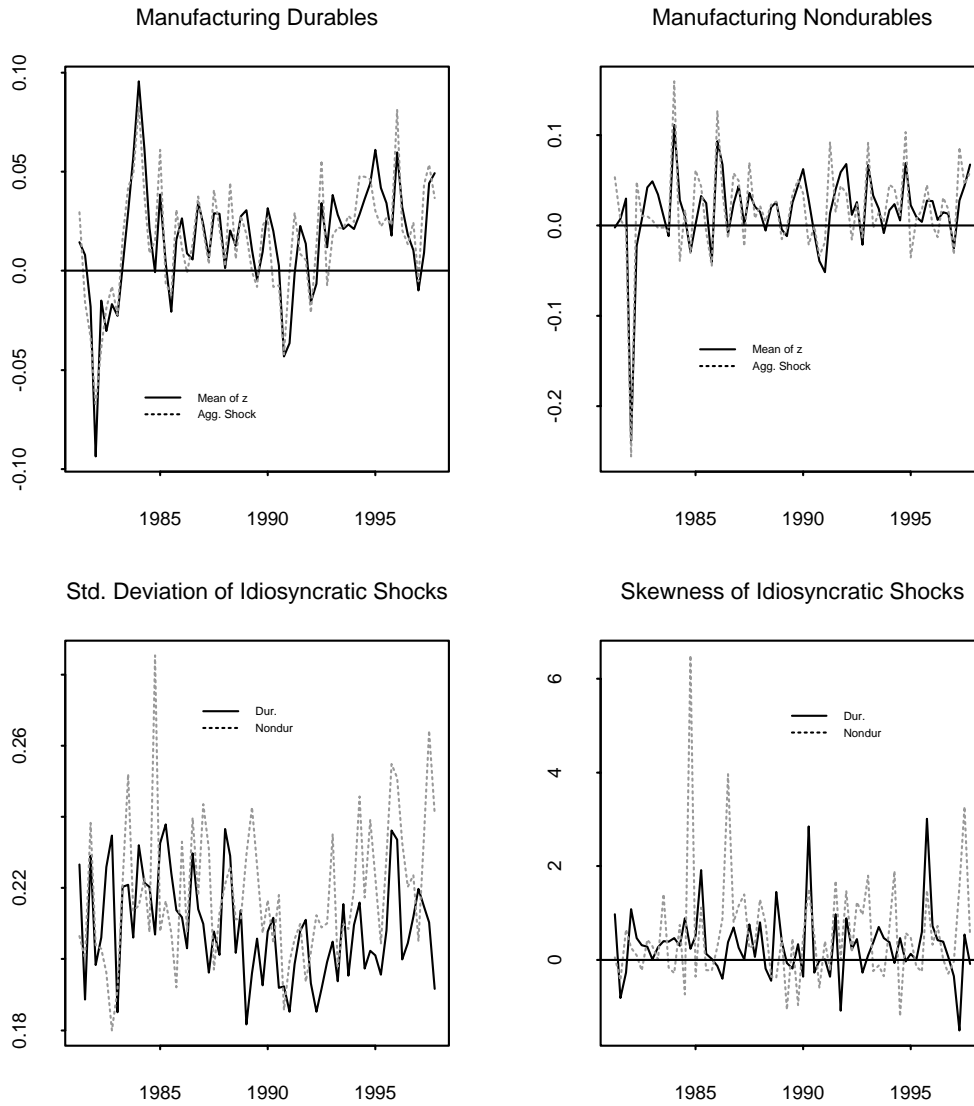 Manufacturing Durables
0.10
0.05
0.0
-0.05
-0.10
Mean of z
Agg. Shock
1985 1990 1995
Manufacturing Nondurables
0.1
0.0
-0.1
-0.2
Mean of z
Agg. Shock
1985 1990 1995
Std. Deviation of Idiosyncratic Shocks
0.26
0.22
0.18
Dur.
Nondur
1985 1990 1995
Skewness of Idiosyncratic Shocks
6
4
2
0
Dur.
Nondur
1985 1990 1995